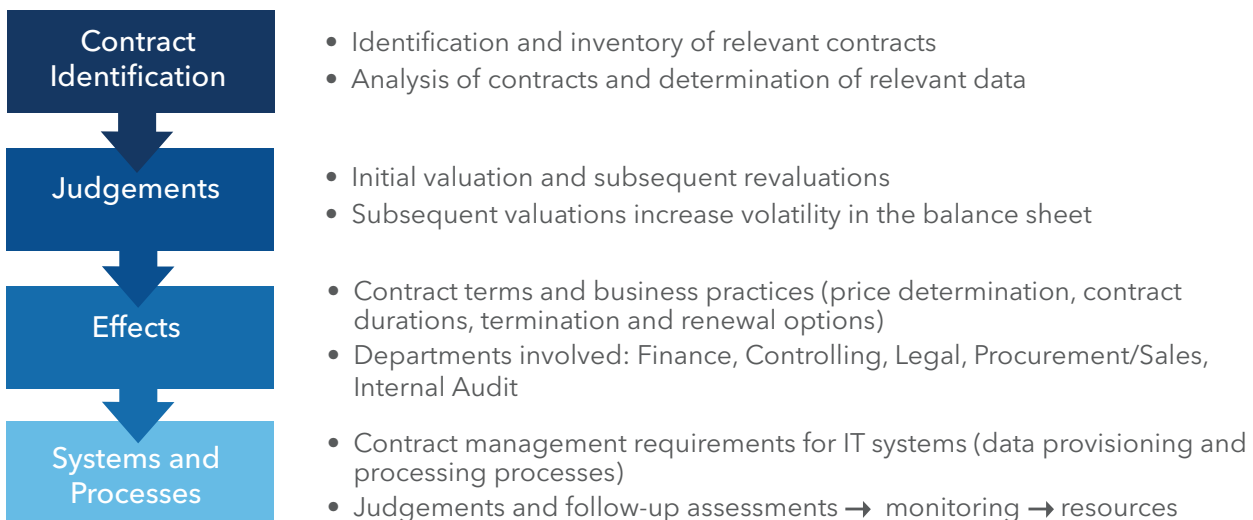 Contract
Identification
• Identification and inventory of relevant contracts
• Analysis of contracts and determination of relevant data
Judgements
• Initial valuation and subsequent revaluations
• Subsequent valuations increase volatility in the balance sheet
Effects
• Contract terms and business practices (price determination, contract
durations, termination and renewal options)
• Departments involved: Finance, Controlling, Legal, Procurement/Sales,
Internal Audit
Systems and
Processes
• Contract management requirements for IT systems (data provisioning and
processing processes)
• Judgements and follow-up assessments → monitoring → resources